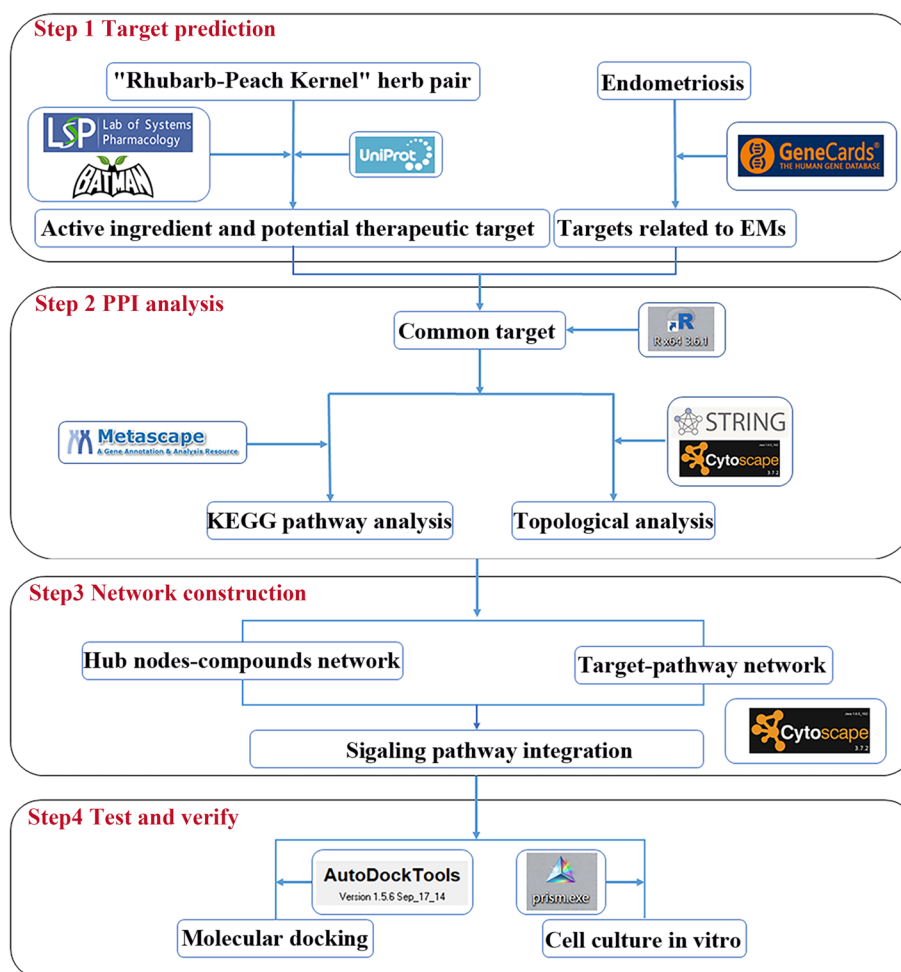 Step 1 Target prediction
"Rhubarb-Peach Kernel" herb pair
Endometriosis
LSP Lab of Systems
Pharmacology
BATMAN
UniProt
GeneCards®
THE HUMAN GENE DATABASE
Active ingredient and potential therapeutic target
Targets related to EMs
Step 2 PPI analysis
Common target
R
R x64 3.6.1
Metascape
A Gene Annotation & Analysis Resource
STRING
Cytoscape
3.7.2
KEGG pathway analysis
Topological analysis
Step3 Network construction
Hub nodes-compounds network
Target-pathway network
Cytoscape
3.7.2
Sigaling pathway integration
Step4 Test and verify
AutoDockTools
Version 1.5.6 Sep_17_14
prism.exe
Molecular docking
Cell culture in vitro